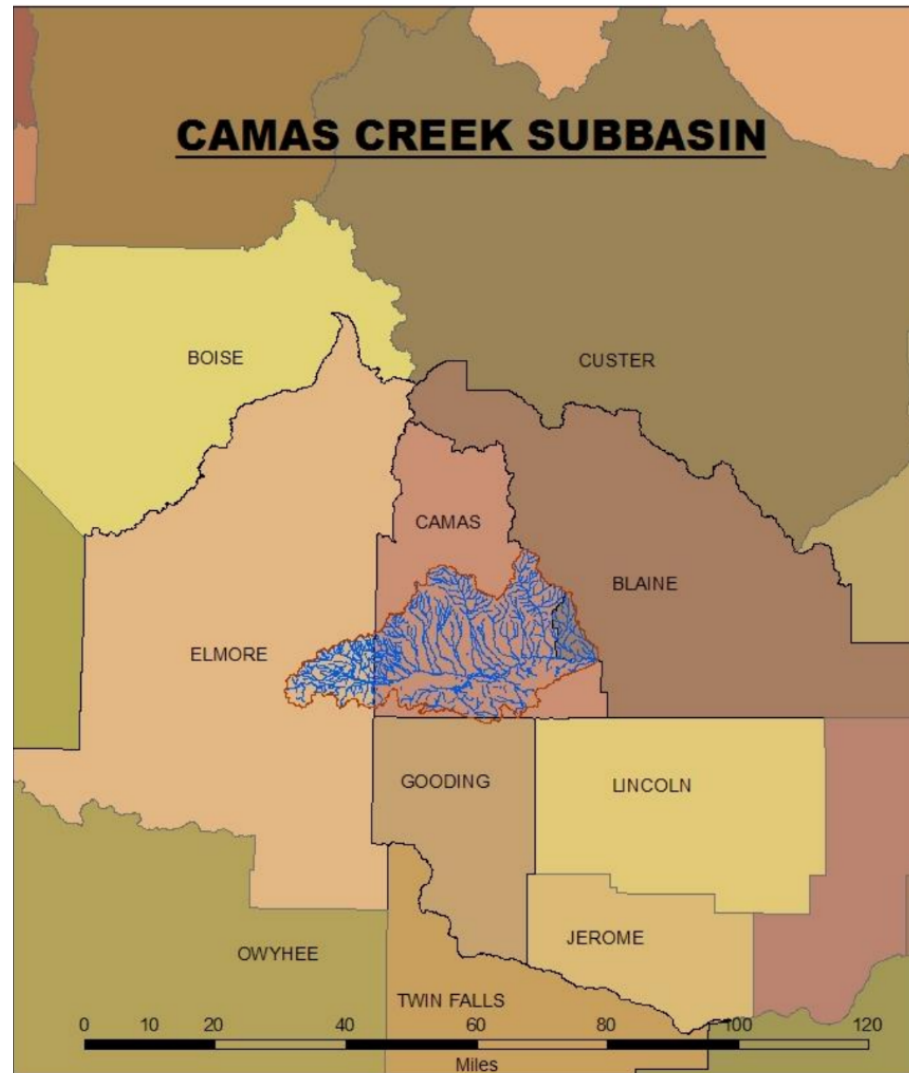 CAMAS CREEK SUBBASIN
BOISE
CUSTER
CAMAS
BLAINE
ELMORE
GOODING
LINCOLN
OWYHEE
JEROME
TWIN FALLS
0 10 20 40 60 80 100 120
Miles